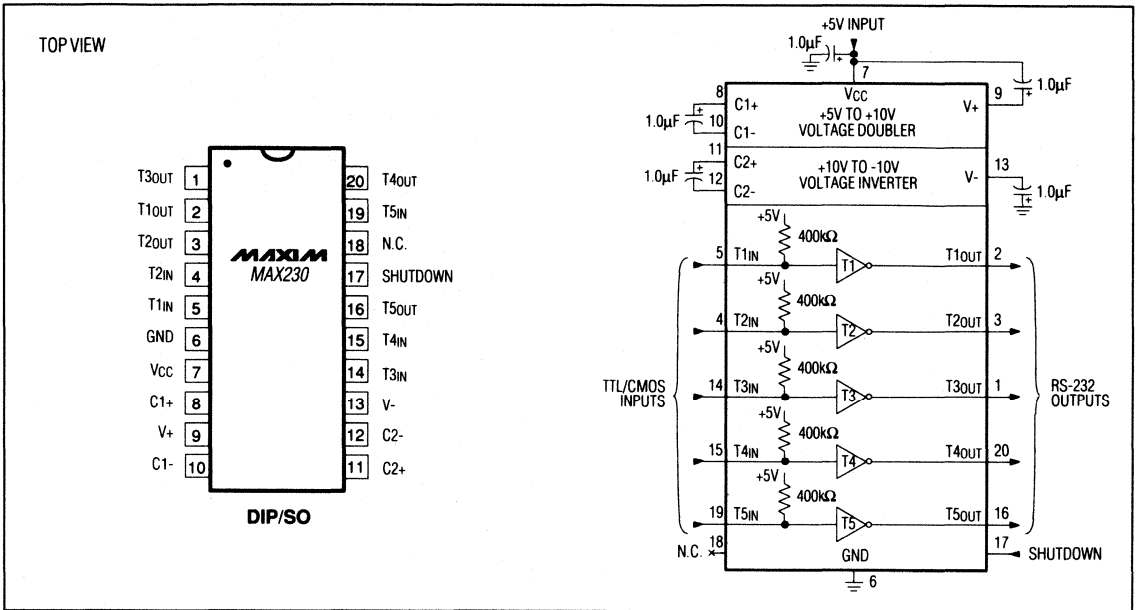 TOP VIEW
T3OUT 1
T1OUT 2
T2OUT 3
T2IN 4
T1IN 5
GND 6
VCC 7
C1+ 8
V+ 9
C1- 10
MAXIM
MAX230
20 T4OUT
19 T5IN
18 N.C.
17 SHUTDOWN
16 T5OUT
15 T4IN
14 T3IN
13 V-
12 C2-
11 C2+
DIP/SO
+5V INPUT
1.0µF
+
7
+
1.0µF
8 C1+
VCC
V+ 9
+
1.0µF
10 C1-
+5V TO +10V
VOLTAGE DOUBLER
11 C2+
+
1.0µF
12 C2-
+10V TO -10V
VOLTAGE INVERTER
V- 13
1.0µF
+
+5V
400kΩ
5 T1IN T1 T1OUT 2
+5V
400kΩ
4 T2IN T2 T2OUT 3
+5V
400kΩ
TTL/CMOS
INPUTS
14 T3IN T3 T3OUT 1
RS-232
OUTPUTS
+5V
400kΩ
15 T4IN T4 T4OUT 20
+5V
400kΩ
19 T5IN T5 T5OUT 16
N.C. 18
GND
17 SHUTDOWN
6